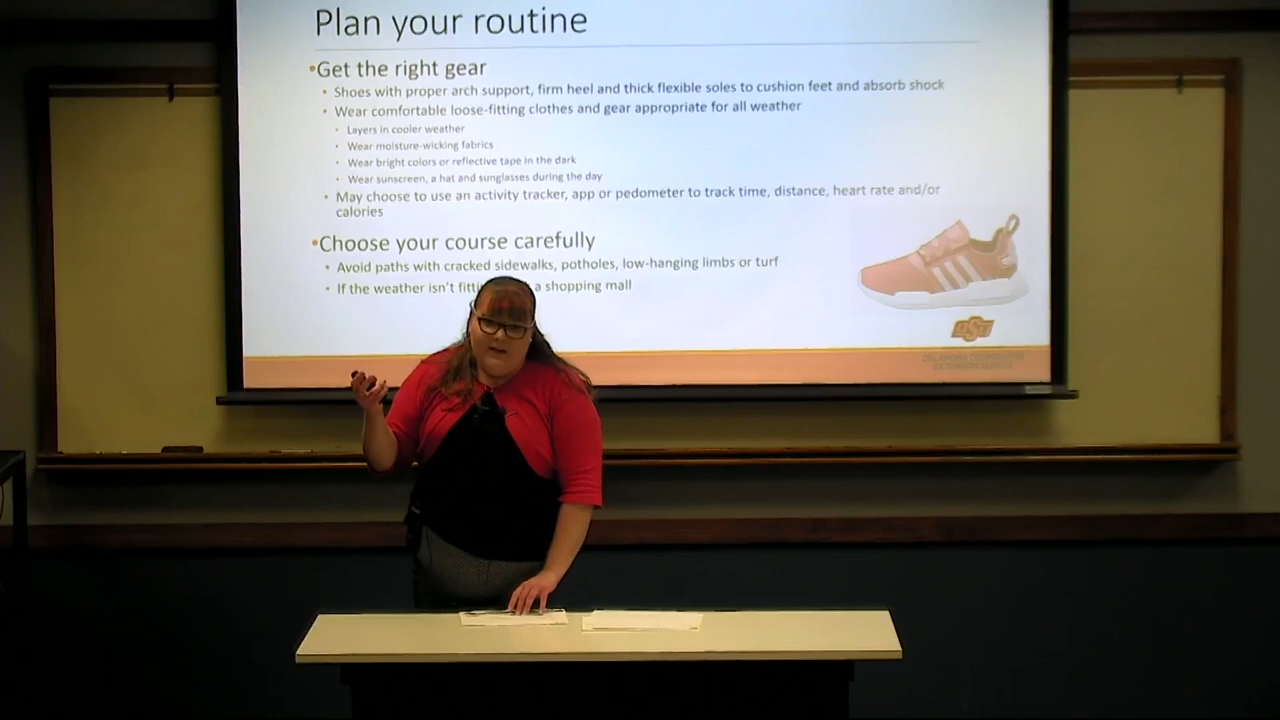 Plan your routine
•Get the right gear
• Shoes with proper arch support, firm heel and thick flexible soles to cushion feet and absorb shock
• Wear comfortable loose-fitting clothes and gear appropriate for all weather
• Layers in cooler weather
• Wear moisture-wicking fabrics
• Wear bright colors or reflective tape in the dark
• Wear sunscreen, a hat and sunglasses during the day
• May choose to use an activity tracker, app or pedometer to track time, distance, heart rate and/or
calories
•Choose your course carefully
• Avoid paths with cracked sidewalks, potholes, low-hanging limbs or turf
• If the weather isn't a shopping mall
OSU
EXTENSION SERVICE